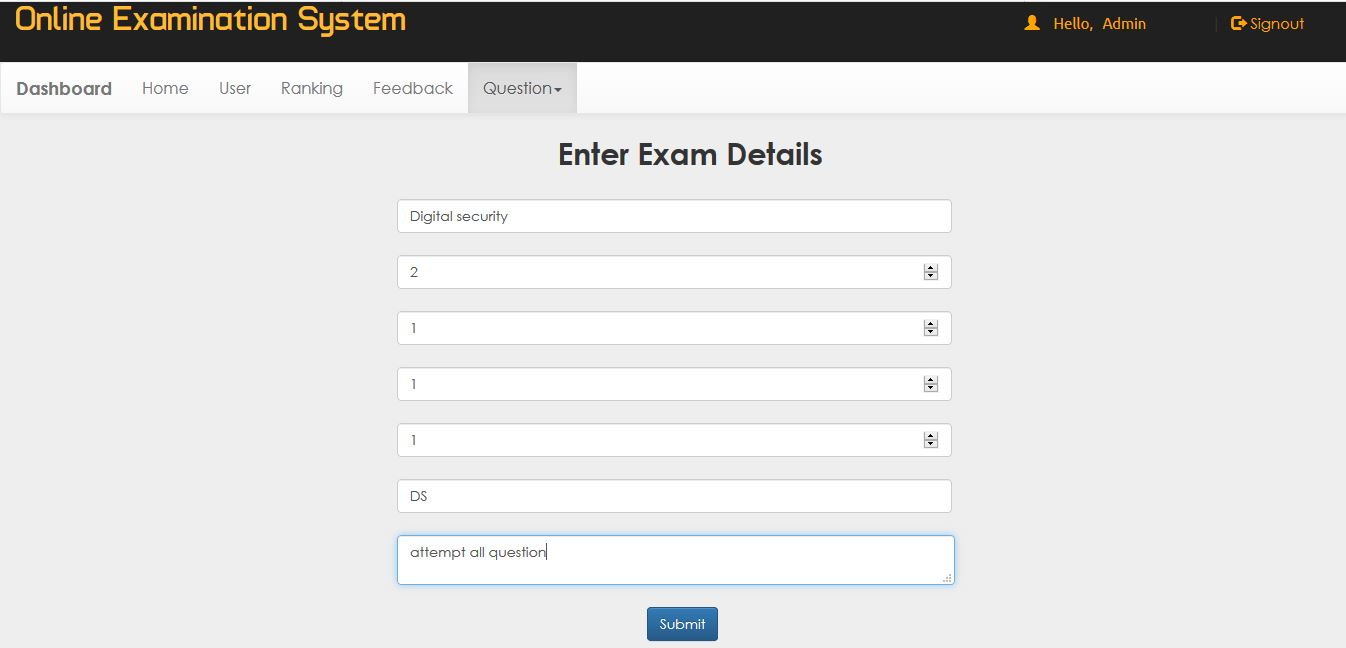 Online Examination System
Hello, Admin | Signout
Dashboard Home User Ranking Feedback Question
Enter Exam Details
Digital security
2
1
1
1
DS
attempt all question
Submit